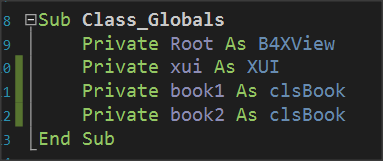 8 Sub Class_Globals
9 Private Root As B4XView
0 Private xui As XUI
1 Private book1 As clsBook
2 Private book2 As clsBook
3 End Sub